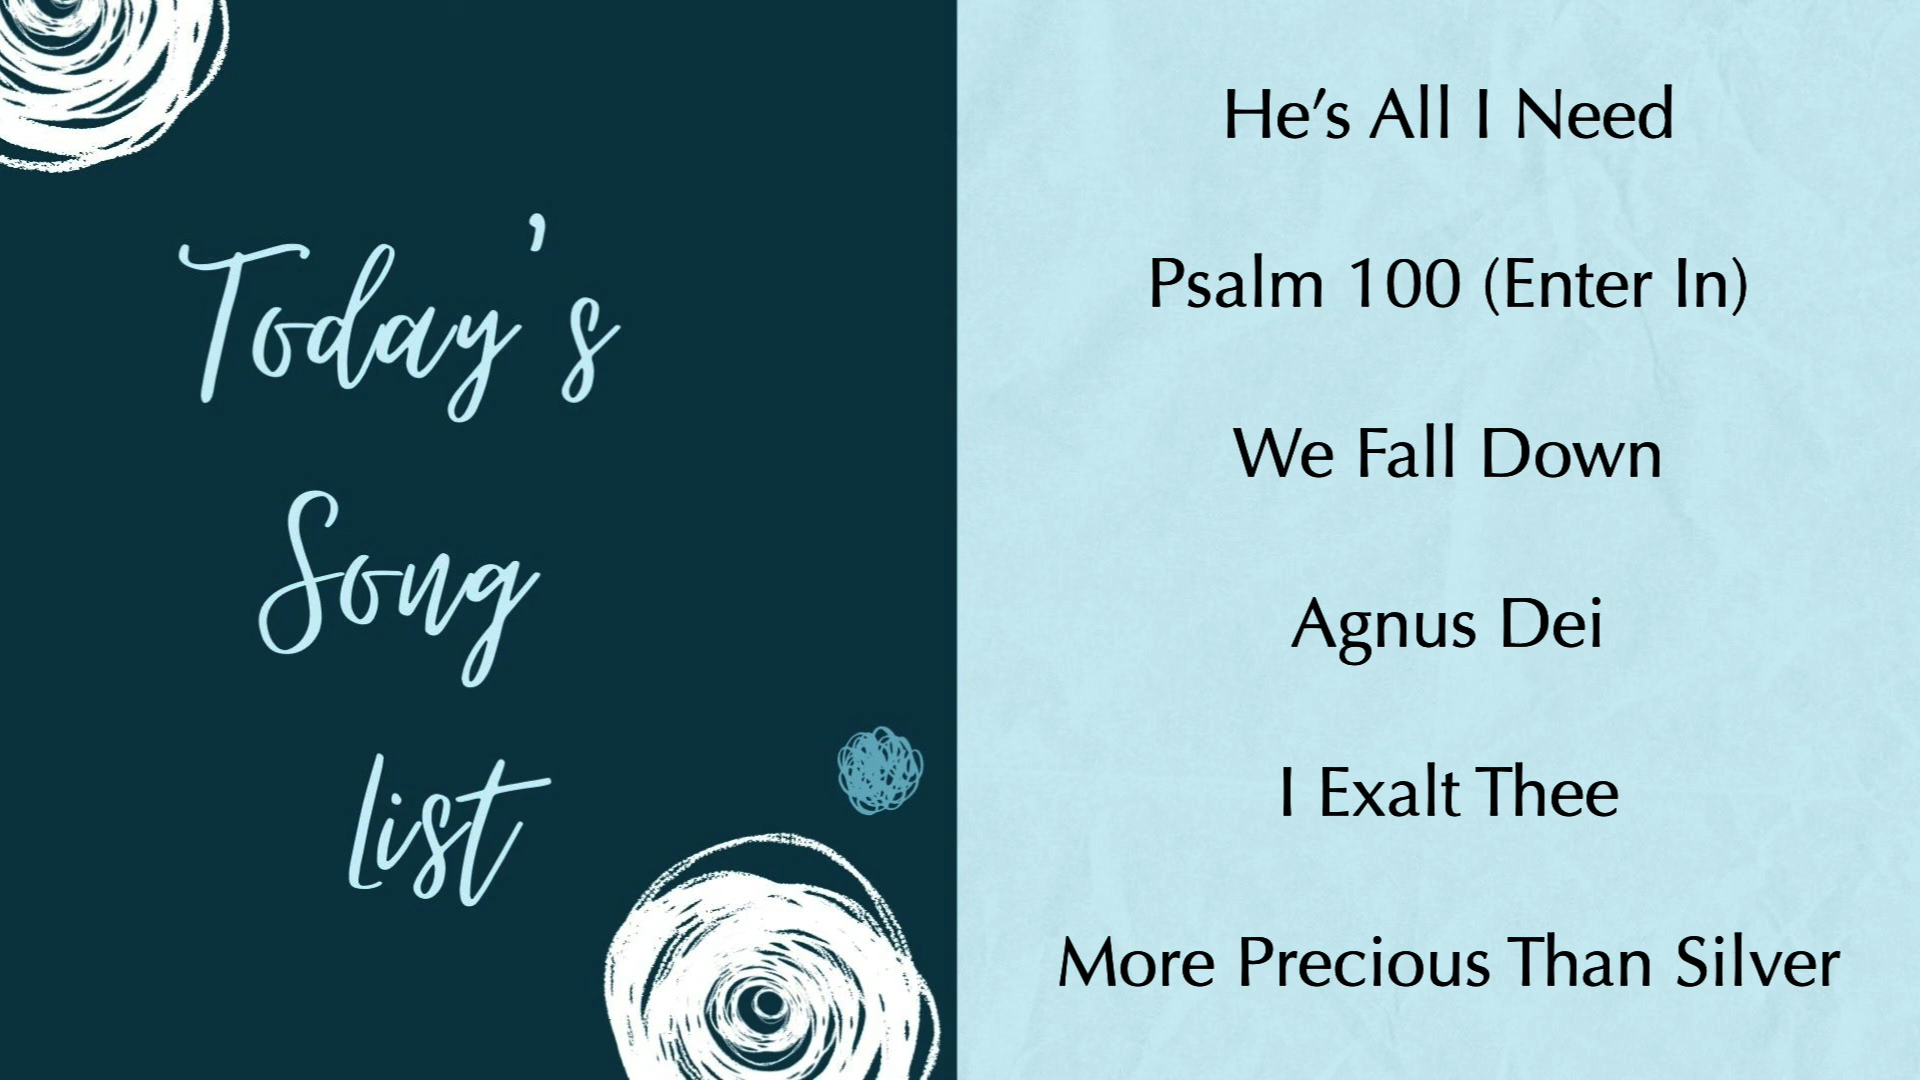 Today's
Song
List
He’s All I Need
Psalm 100 (Enter In)
We Fall Down
Agnus Dei
I Exalt Thee
More Precious Than Silver